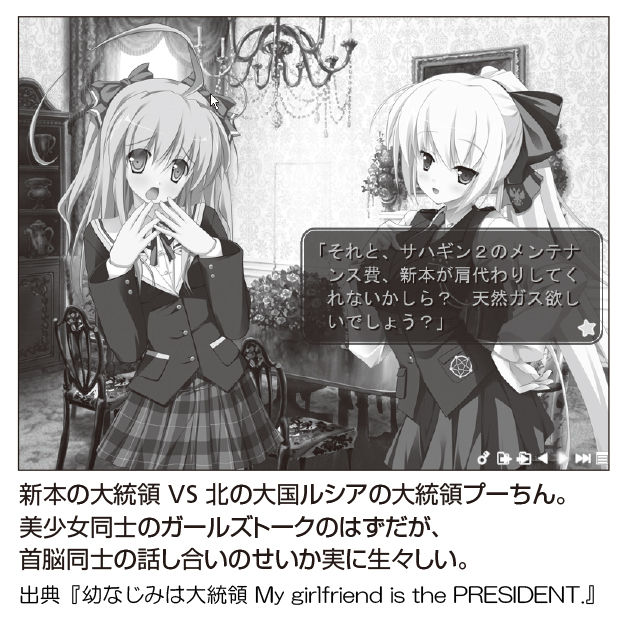 「それと、サハギン２のメンテナ
ンス費、新本が肩代わりしてく
れないかしら？　天然ガス欲し
いでしょう？」
新本の大統領 VS 北の大国ルシアの大統領プーちん。
美少女同士のガールズトークのはずだが、
首脳同士の話し合いのせいか実に生々しい。
出典『幼なじみは大統領 My girlfriend is the PRESIDENT.』